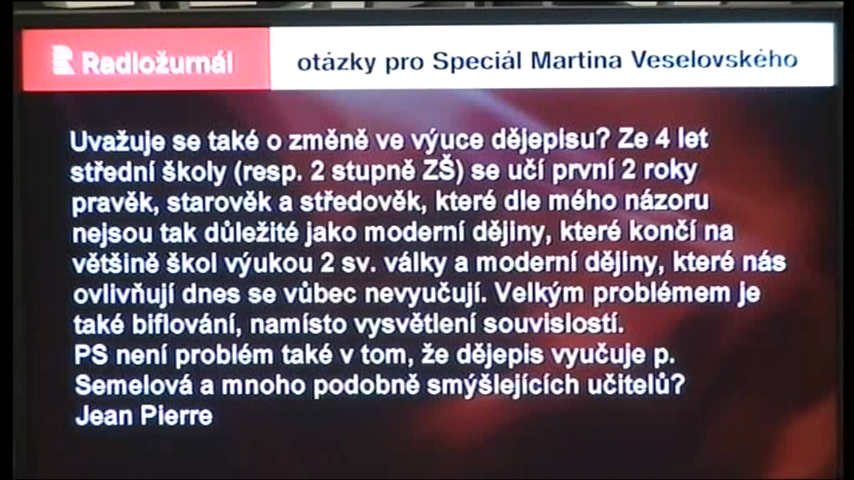 Radiožurnál
otázky pro Speciál Martina Veselovského
Uvažuje se také o změně ve výuce dějepisu? Ze 4 let
střední školy (resp. 2 stupně ZŠ) se učí první 2 roky
pravěk, starověk a středověk, které dle mého názoru
nejsou tak důležité jako moderní dějiny, které končí na
většině škol výukou 2 sv. války a moderní dějiny, které nás
ovlivňují dnes se vůbec nevyučují. Velkým problémem je
také biflování, namísto vysvětlení souvislostí.
PS není problém také v tom, že dějepis vyučuje p.
Semelová a mnoho podobně smýšlejících učitelů?
Jean Pierre